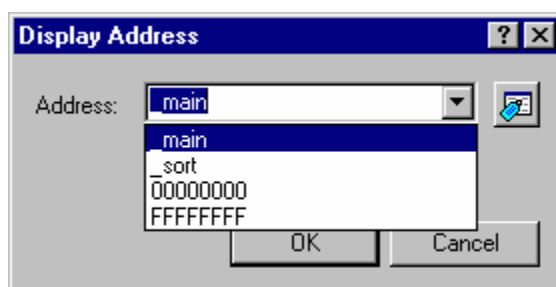 Display Address
Address: _main
_main
_sort
00000000
FFFFFFFF
OK Cancel